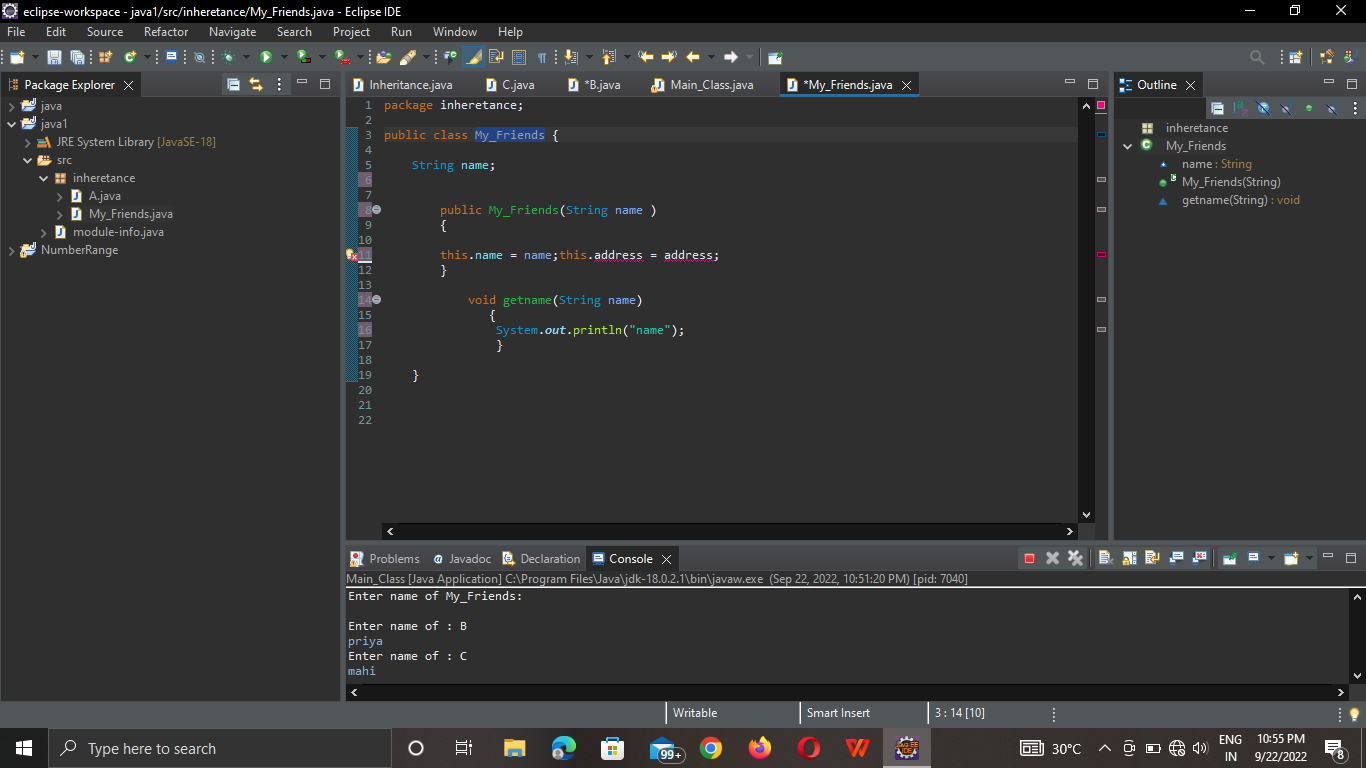 eclipse-workspace - java1/src/inheretance/My_Friends.java - Eclipse IDE
File Edit Source Refactor Navigate Search Project Run Window Help
Package Explorer
java
java1
JRE System Library [JavaSE-18]
src
inheretance
A.java
My_Friends.java
module-info.java
NumberRange
Inheritance.java C.java *B.java Main_Class.java *My_Friends.java
1 package inheretance;
2
3 public class My_Friends {
4
5 String name;
6
7
8 public My_Friends(String name )
9 {
10
11 this.name = name;this.address = address;
12 }
13
14 void getname(String name)
15 {
16 System.out.println("name");
17 }
18
19 }
20
21
22
Outline
inheretance
My_Friends
name : String
My_Friends(String)
getname(String) : void
Problems Javadoc Declaration Console
Main_Class [Java Application] C:\Program Files\Java\jdk-18.0.2.1\bin\javaw.exe (Sep 22, 2022, 10:51:20 PM) [pid: 7040]
Enter name of My_Friends:
Enter name of : B
priya
Enter name of : C
mahi
Writable Smart Insert 3 : 14 [10]
Type here to search
99+
30°C
ENG
IN
10:55 PM
9/22/2022
8